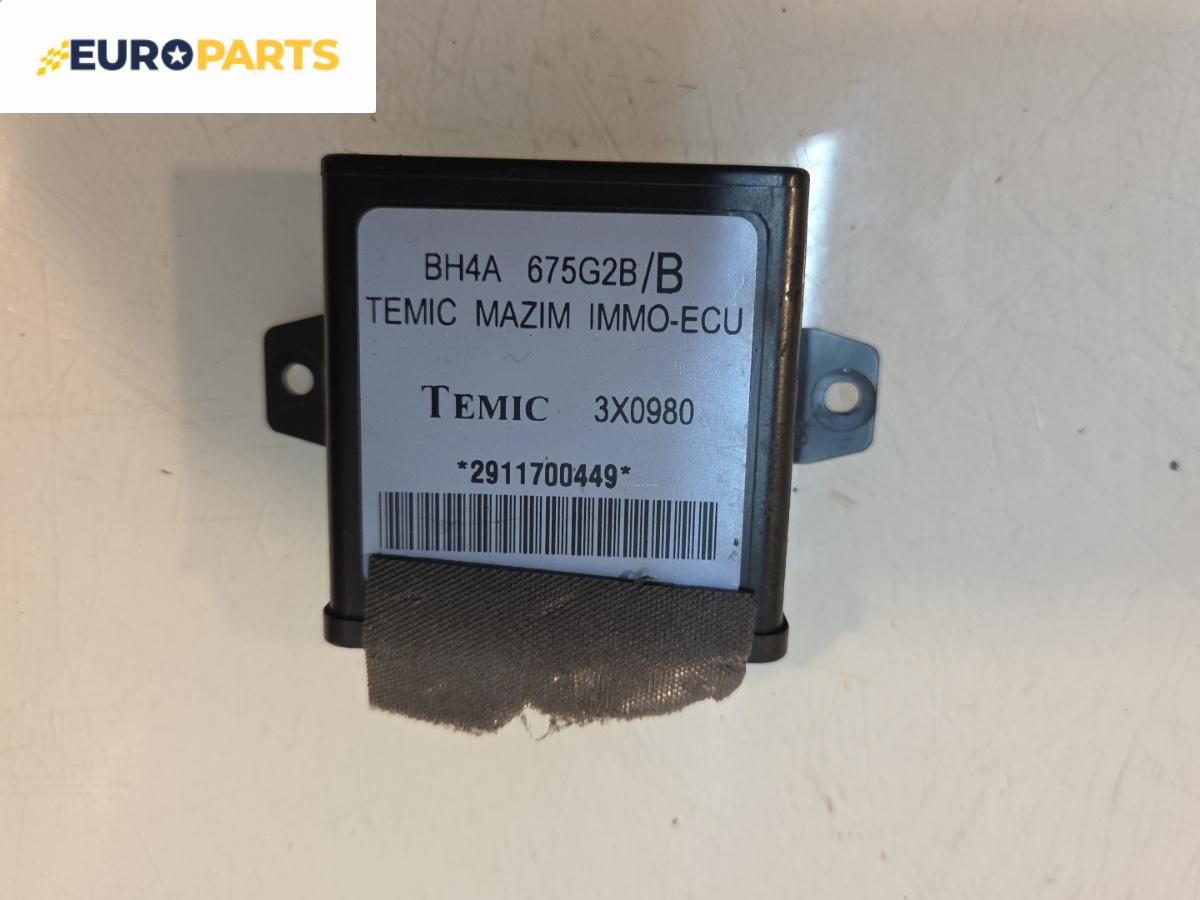 EUROPARTS
BH4A 675G2B/B
TEMIC MAZIM IMMO-ECU
TEMIC 3X0980
*2911700449*